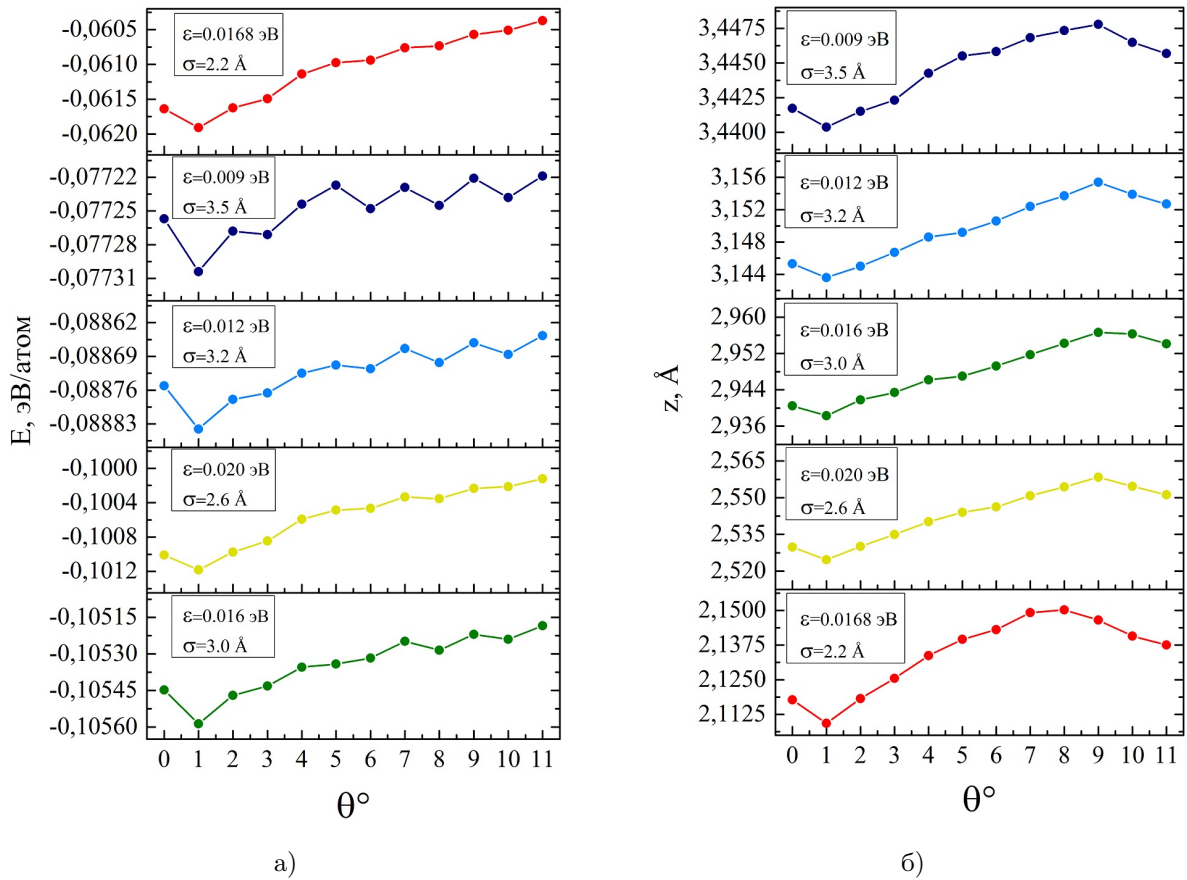 E, эВ/атом
-0,0605
-0,0610
-0,0615
-0,0620
ε=0.0168 эВ
σ=2.2 Å
-0,07722
-0,07725
-0,07728
-0,07731
ε=0.009 эВ
σ=3.5 Å
-0,08862
-0,08869
-0,08876
-0,08883
ε=0.012 эВ
σ=3.2 Å
-0,1000
-0,1004
-0,1008
-0,1012
ε=0.020 эВ
σ=2.6 Å
-0,10515
-0,10530
-0,10545
-0,10560
ε=0.016 эВ
σ=3.0 Å
0 1 2 3 4 5 6 7 8 9 10 11
θ°
а)
z, Å
3,4475
3,4450
3,4425
3,4400
ε=0.009 эВ
σ=3.5 Å
3,156
3,152
3,148
3,144
ε=0.012 эВ
σ=3.2 Å
2,960
2,952
2,944
2,936
ε=0.016 эВ
σ=3.0 Å
2,565
2,550
2,535
2,520
ε=0.020 эВ
σ=2.6 Å
2,1500
2,1375
2,1250
2,1125
ε=0.0168 эВ
σ=2.2 Å
0 1 2 3 4 5 6 7 8 9 10 11
θ°
б)